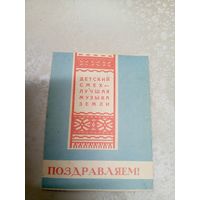 ДЕТСКИЙ
СМЕХ—
ЛУЧШАЯ
МУЗЫКА
ЗЕМЛИ
ПОЗДРАВЛЯЕМ!